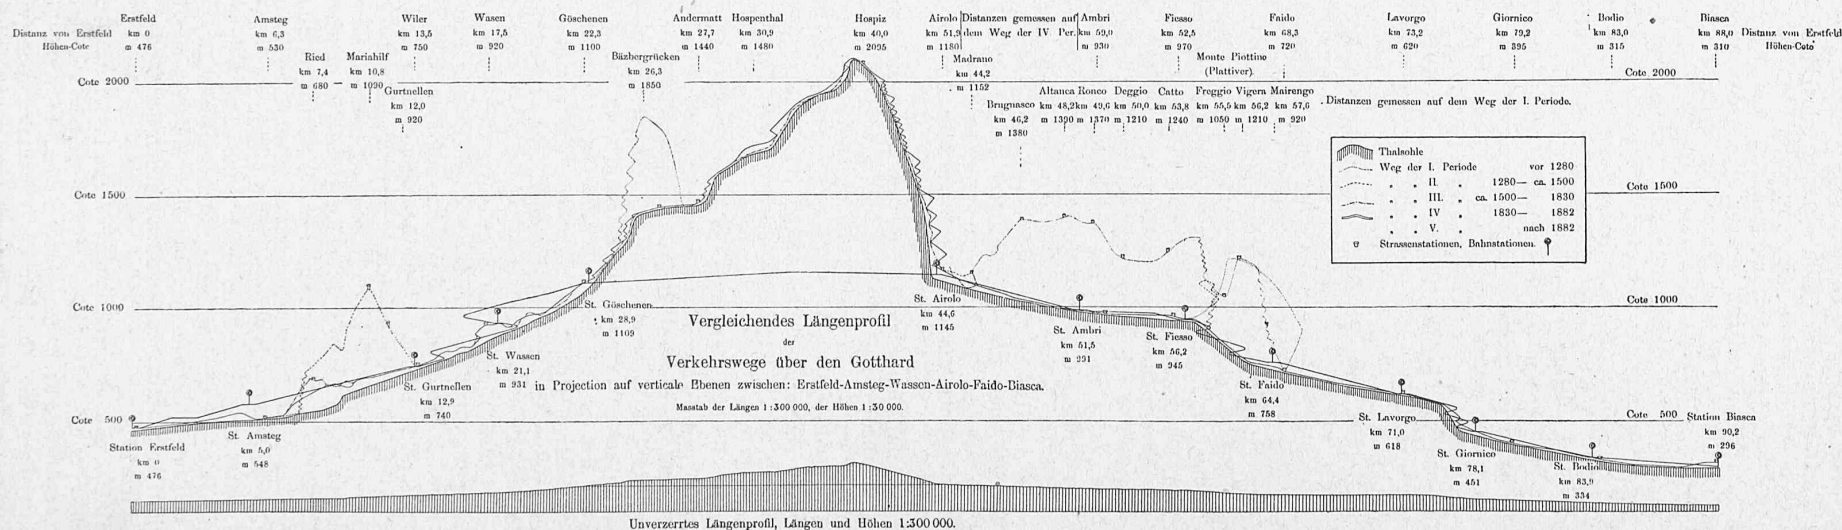 Erstfeld
km 0
m 476
Amsteg
km 6,3
m 530
Wiler
km 13,5
m 750
Wasen
km 17,5
m 920
Göschenen
km 22,3
m 1100
Andermatt
km 27,7
m 1440
Hospenthal
km 30,9
m 1480
Hospiz
km 40,0
m 2095
Airolo
km 51,9
m 1180
Distanzen gemessen auf
dem Weg der IV. Per.
Ambri
km 59,0
m 930
Fiesso
km 52,5
m 970
Faido
km 68,3
m 720
Lavorgo
km 73,2
m 620
Giornico
km 79,2
m 395
Bodio
km 83,0
m 315
Biasca
km 88,0
m 310
Distanz von Erstfeld
Höhen-Cote
Distanz von Erstfeld
Höhen-Cote
Ried
km 7,4
m 680
Mariahilf
km 10,8
m 1090
Gurtnellen
km 12,0
m 920
Bäzbergrücken
km 26,3
m 1850
Madrano
km 44,2
m 1152
Brugnasco
km 46,2
m 1380
Altanca
km 48,2
m 1390
Ronco
km 49,6
m 1370
Deggio
km 50,0
m 1210
Catto
km 53,8
m 1240
Monte Piottino
(Plattiver)
Freggio
km 55,5
m 1050
Vigera
km 56,2
m 1210
Mairengo
km 57,6
m 920
Distanzen gemessen auf dem Weg der I. Periode.
Cote 2000
Cote 2000
Cote 1500
Cote 1500
Cote 1000
Cote 1000
Cote 500
Cote 500
Thalsohle
Weg der I. Periode vor 1280
" " II. " 1280— ca. 1500
" " III. " ca. 1500— 1830
" " IV " 1830— 1882
" " V. " nach 1882
Strassenstationen, Bahnstationen.
Vergleichendes Längenprofil
der
Verkehrswege über den Gotthard
in Projection auf verticale Ebenen zwischen: Erstfeld-Amsteg-Wassen-Airolo-Faido-Biasca.
Masstab der Längen 1:300 000, der Höhen 1:30 000.
Station Erstfeld
km 0
m 476
St. Amsteg
km 5,0
m 548
St. Gurtnellen
km 12,9
m 740
St. Wassen
km 21,1
m 931
St. Göschenen
km 28,9
m 1109
St. Airolo
km 44,6
m 1145
St. Ambri
km 51,5
m 991
St. Fiesso
km 56,2
m 945
St. Faido
km 64,4
m 758
St. Lavorgo
km 71,0
m 618
St. Giornico
km 78,1
m 451
St. Bodio
km 83,9
m 334
Station Biasca
km 90,2
m 296
Unverzerrtes Längenprofil, Längen und Höhen 1:300 000.